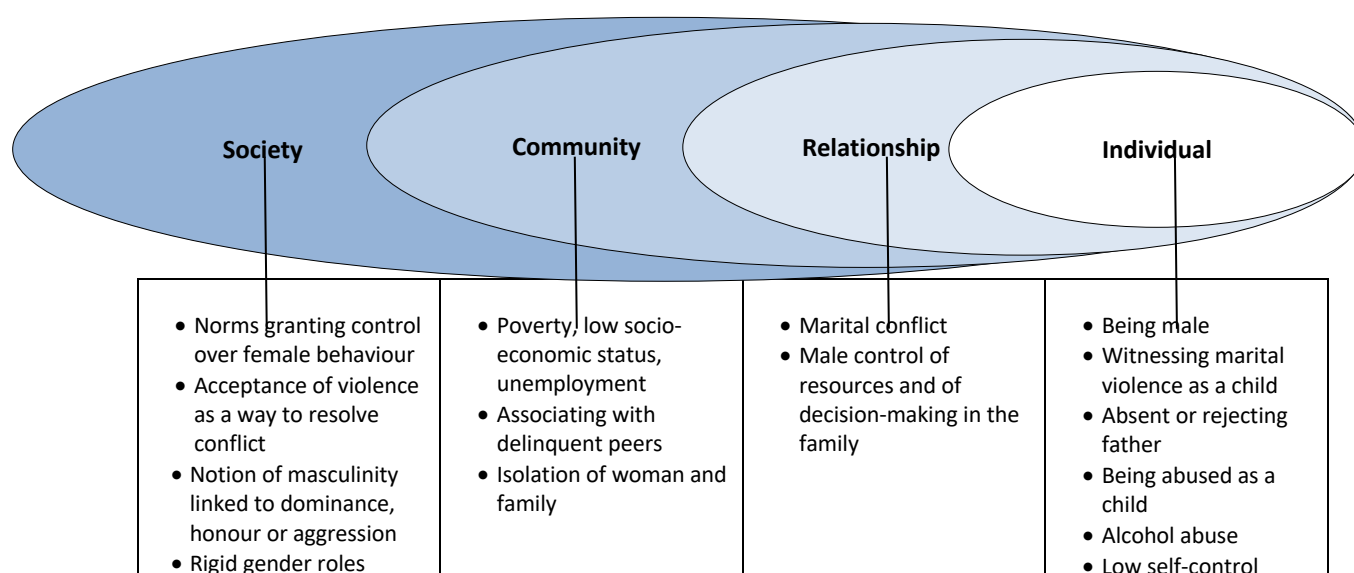 Society
Community
Relationship
Individual
• Norms granting control
over female behaviour
• Acceptance of violence
as a way to resolve
conflict
• Notion of masculinity
linked to dominance,
honour or aggression
• Rigid gender roles
• Poverty, low socio-
economic status,
unemployment
• Associating with
delinquent peers
• Isolation of woman and
family
• Marital conflict
• Male control of
resources and of
decision-making in the
family
• Being male
• Witnessing marital
violence as a child
• Absent or rejecting
father
• Being abused as a
child
• Alcohol abuse
• Low self-control